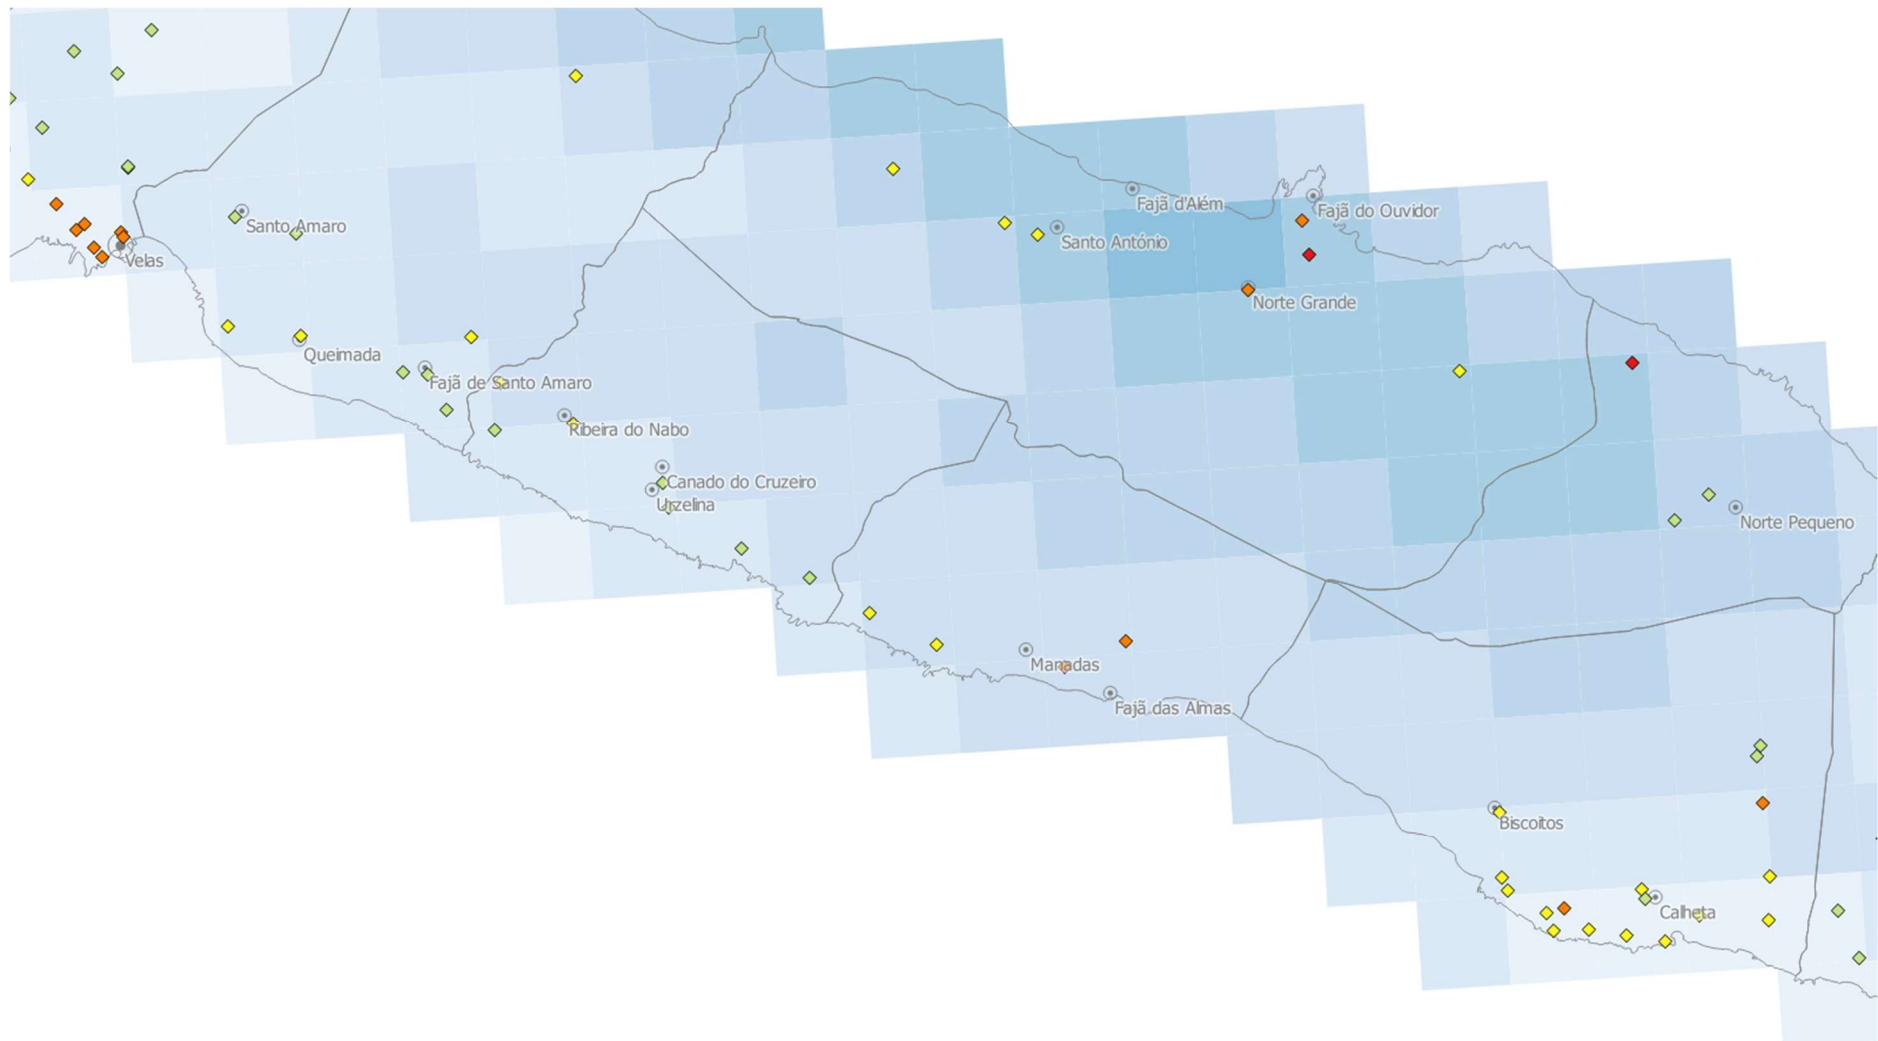 Fajã d'Além
Fajã do Ouvidor
Santo Amaro
Santo António
Velas
Norte Grande
Queimada
Fajã de Santo Amaro
Ribeira do Nabo
Canado do Cruzeiro
Urzelina
Norte Pequeno
Manadas
Fajã das Almas
Biscoitos
Calheta